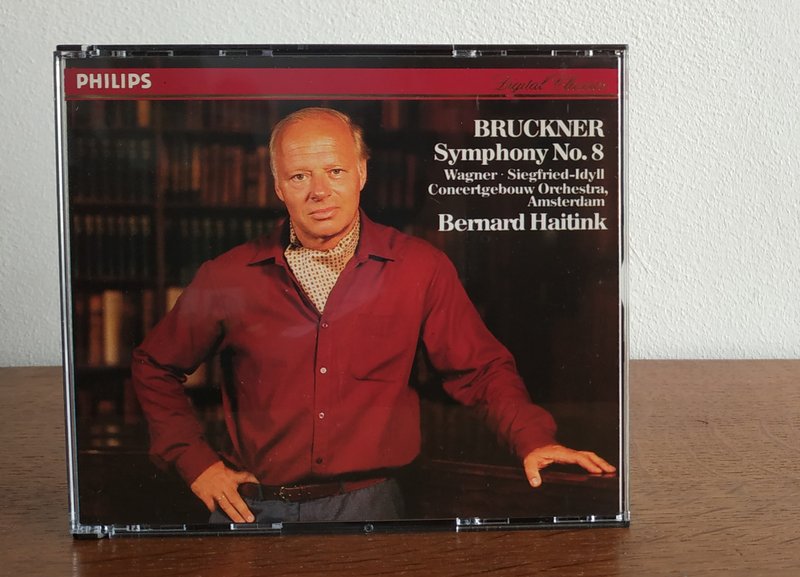 PHILIPS
Digital Classics
BRUCKNER
Symphony No. 8
Wagner · Siegfried-Idyll
Concertgebouw Orchestra,
Amsterdam
Bernard Haitink